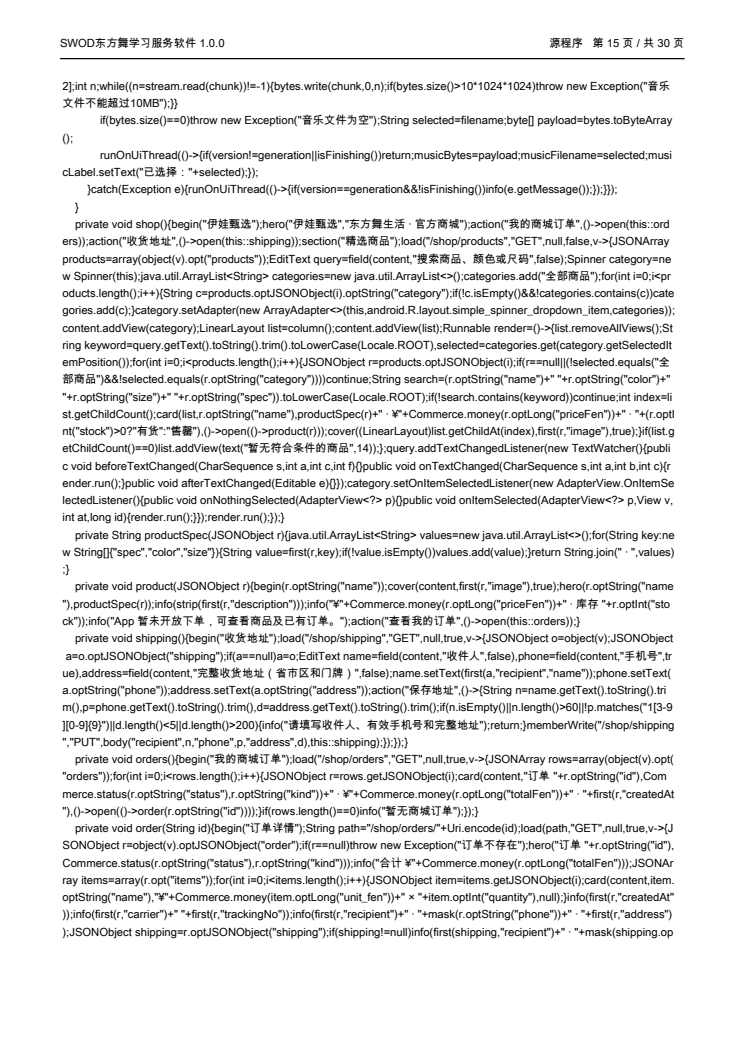 SWOD东方舞学习服务软件 1.0.0
源程序 第 15 页 / 共 30 页
2];int n;while((n=stream.read(chunk))!=-1){bytes.write(chunk,0,n);if(bytes.size()>10*1024*1024)throw new Exception("音乐
文件不能超过10MB");}}
if(bytes.size()==0)throw new Exception("音乐文件为空");String selected=filename;byte[] payload=bytes.toByteArray
();
runOnUiThread(()->{if(version!=generation||isFinishing())return;musicBytes=payload;musicFilename=selected;musi
cLabel.setText("已选择："+selected);});
}catch(Exception e){runOnUiThread(()->{if(version==generation&&!isFinishing())info(e.getMessage());});}});
}
private void shop(){begin("伊娃甄选");hero("伊娃甄选","东方舞生活 · 官方商城");action("我的商城订单",()->open(this::ord
ers));action("收货地址",()->open(this::shipping));section("精选商品");load("/shop/products","GET",null,false,v->{JSONArray
products=array(object(v).opt("products"));EditText query=field(content,"搜索商品、颜色或尺码",false);Spinner category=ne
w Spinner(this);java.util.ArrayList<String> categories=new java.util.ArrayList<>();categories.add("全部商品");for(int i=0;i<pr
oducts.length();i++){String c=products.optJSONObject(i).optString("category");if(!c.isEmpty()&&!categories.contains(c))cate
gories.add(c);}category.setAdapter(new ArrayAdapter<>(this,android.R.layout.simple_spinner_dropdown_item,categories));
content.addView(category);LinearLayout list=column();content.addView(list);Runnable render=()->{list.removeAllViews();St
ring keyword=query.getText().toString().trim().toLowerCase(Locale.ROOT),selected=categories.get(category.getSelectedIt
emPosition());for(int i=0;i<products.length();i++){JSONObject r=products.optJSONObject(i);if(r==null||(!selected.equals("全
部商品")&&!selected.equals(r.optString("category"))))continue;String search=(r.optString("name")+" "+r.optString("color")+"
"+r.optString("size")+" "+r.optString("spec")).toLowerCase(Locale.ROOT);if(!search.contains(keyword))continue;int index=li
st.getChildCount();card(list,r.optString("name"),productSpec(r)+" · ¥"+Commerce.money(r.optLong("priceFen"))+" · "+(r.optI
nt("stock")>0?"有货":"售罄"),()->open(()->product(r)));cover((LinearLayout)list.getChildAt(index),first(r,"image"),true);}if(list.g
etChildCount()==0)list.addView(text("暂无符合条件的商品",14));};query.addTextChangedListener(new TextWatcher(){publi
c void beforeTextChanged(CharSequence s,int a,int c,int f){}public void onTextChanged(CharSequence s,int a,int b,int c){r
ender.run();}public void afterTextChanged(Editable e){}});category.setOnItemSelectedListener(new AdapterView.OnItemSe
lectedListener(){public void onNothingSelected(AdapterView<?> p){}public void onItemSelected(AdapterView<?> p,View v,
int at,long id){render.run();}});render.run();});}
private String productSpec(JSONObject r){java.util.ArrayList<String> values=new java.util.ArrayList<>();for(String key:ne
w String[]{"spec","color","size"}){String value=first(r,key);if(!value.isEmpty())values.add(value);}return String.join(" · ",values)
;}
private void product(JSONObject r){begin(r.optString("name"));cover(content,first(r,"image"),true);hero(r.optString("name
"),productSpec(r));info(strip(first(r,"description")));info("¥"+Commerce.money(r.optLong("priceFen"))+" · 库存 "+r.optInt("sto
ck"));info("App 暂未开放下单，可查看商品及已有订单。");action("查看我的订单",()->open(this::orders));}
private void shipping(){begin("收货地址");load("/shop/shipping","GET",null,true,v->{JSONObject o=object(v);JSONObject
a=o.optJSONObject("shipping");if(a==null)a=o;EditText name=field(content,"收件人",false),phone=field(content,"手机号",tr
ue),address=field(content,"完整收货地址（省市区和门牌）",false);name.setText(first(a,"recipient","name"));phone.setText(
a.optString("phone"));address.setText(a.optString("address"));action("保存地址",()->{String n=name.getText().toString().tri
m(),p=phone.getText().toString().trim(),d=address.getText().toString().trim();if(n.isEmpty()||n.length()>60||!p.matches("1[3-9
][0-9]{9}")||d.length()<5||d.length()>200){info("请填写收件人、有效手机号和完整地址");return;}memberWrite("/shop/shipping
","PUT",body("recipient",n,"phone",p,"address",d),this::shipping);});});}
private void orders(){begin("我的商城订单");load("/shop/orders","GET",null,true,v->{JSONArray rows=array(object(v).opt(
"orders"));for(int i=0;i<rows.length();i++){JSONObject r=rows.getJSONObject(i);card(content,"订单 "+r.optString("id"),Com
merce.status(r.optString("status"),r.optString("kind"))+" · ¥"+Commerce.money(r.optLong("totalFen"))+" · "+first(r,"createdAt
"),()->open(()->order(r.optString("id"))));}if(rows.length()==0)info("暂无商城订单");});}
private void order(String id){begin("订单详情");String path="/shop/orders/"+Uri.encode(id);load(path,"GET",null,true,v->{J
SONObject r=object(v).optJSONObject("order");if(r==null)throw new Exception("订单不存在");hero("订单 "+r.optString("id"),
Commerce.status(r.optString("status"),r.optString("kind")));info("合计 ¥"+Commerce.money(r.optLong("totalFen")));JSONAr
ray items=array(r.opt("items"));for(int i=0;i<items.length();i++){JSONObject item=items.getJSONObject(i);card(content,item.
optString("name"),"¥"+Commerce.money(item.optLong("unit_fen"))+" × "+item.optInt("quantity"),null);}info(first(r,"createdAt"
));info(first(r,"carrier")+" "+first(r,"trackingNo"));info(first(r,"recipient")+" · "+mask(r.optString("phone"))+" · "+first(r,"address")
);JSONObject shipping=r.optJSONObject("shipping");if(shipping!=null)info(first(shipping,"recipient")+" · "+mask(shipping.op